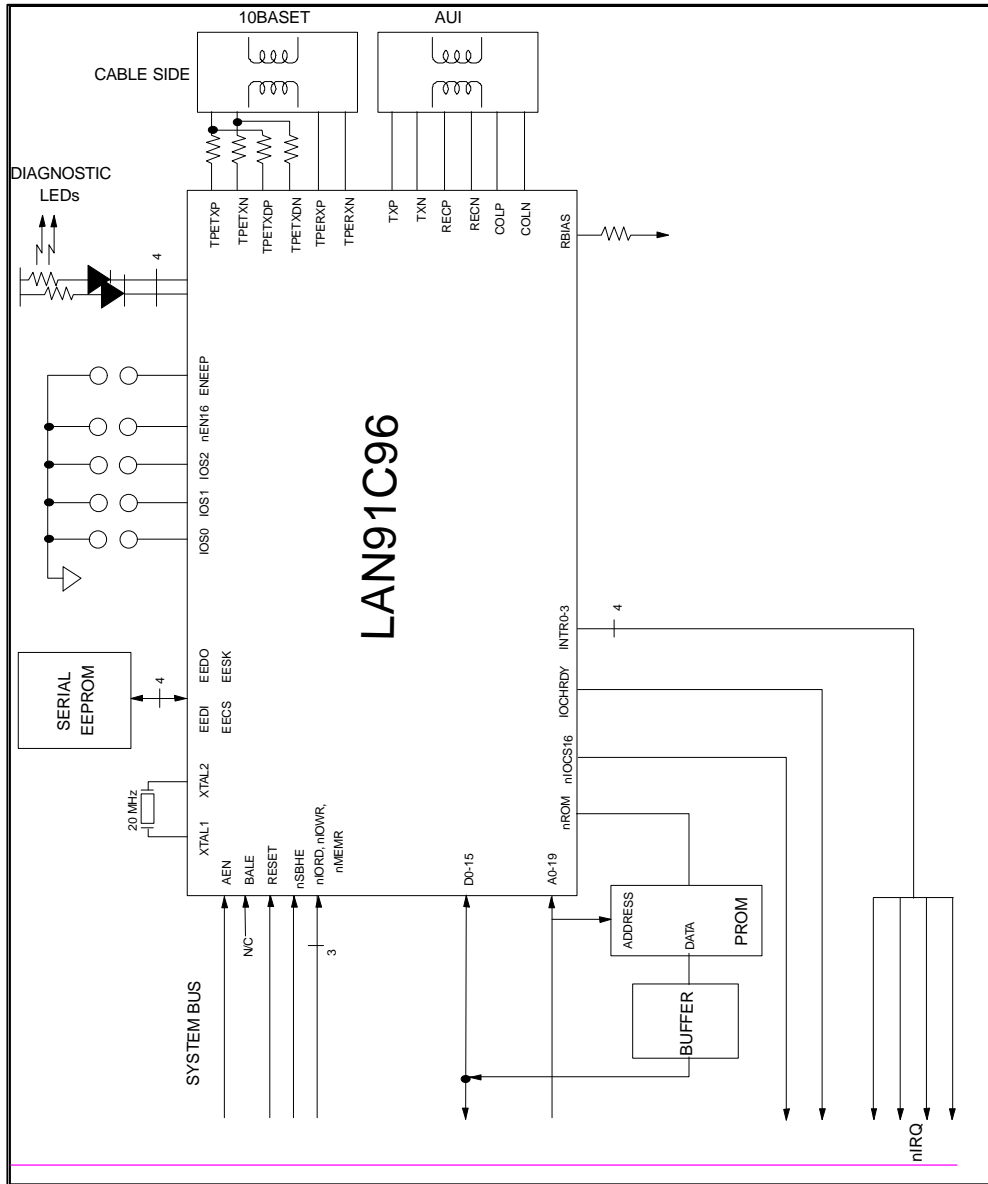 10BASET
AUI
CABLE SIDE
DIAGNOSTIC
LEDs
TPETXP
TPETXN
TPETXDP
TPETXDN
TPERXP
TPERXN
TXP
TXN
RECP
RECN
COLP
COLN
RBIAS
4
ENEEP
nEN16
IOS2
IOS1
IOS0
LAN91C96
SERIAL
EEPROM
4
EEDO
EESK
EEDI
EECS
20 MHz
XTAL2
XTAL1
INTR0-3
4
IOCHRDY
nIOCS16
nROM
AEN
BALE
RESET
nSBHE
nIORD, nIOWR,
nMEMR
D0-15
A0-19
N/C
3
SYSTEM BUS
ADDRESS
DATA
PROM
BUFFER
nIRQ